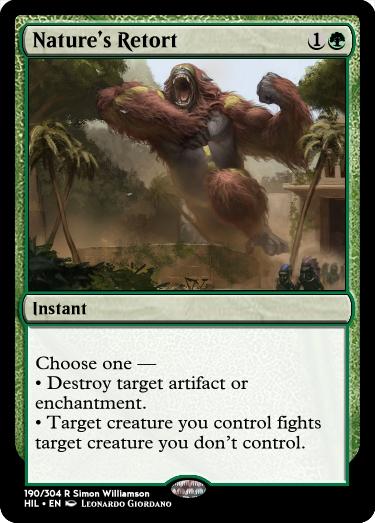 Nature's Retort 1
Instant
Choose one —
• Destroy target artifact or
enchantment.
• Target creature you control fights
target creature you don't control.
190/304 R Simon Williamson
HIL • EN Leonardo Giordano